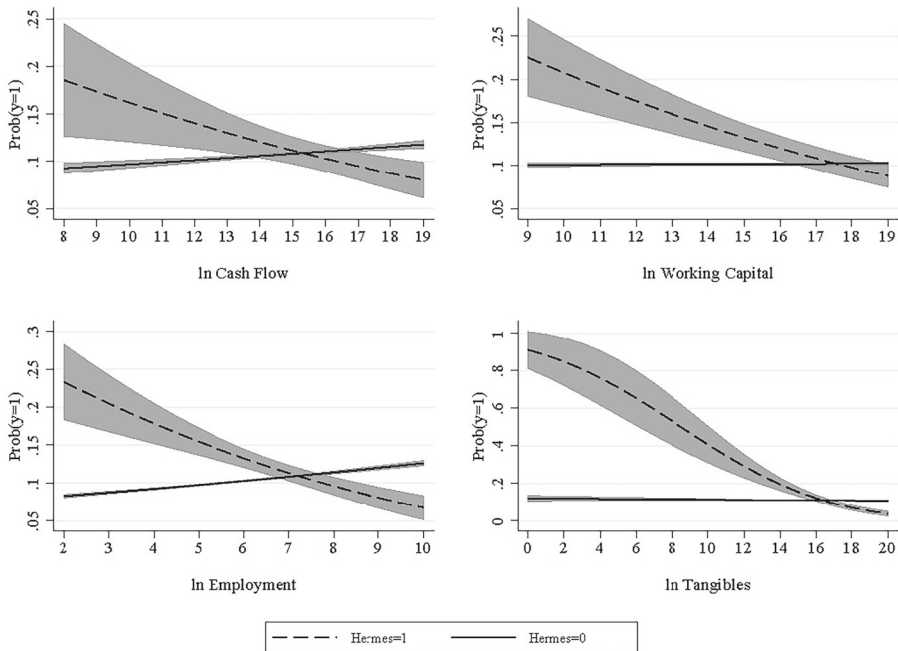 Prob(y=1)
.25
.2
.15
.1
.05
8 9 10 11 12 13 14 15 16 17 18 19
ln Cash Flow
Prob(y=1)
.25
.2
.15
.1
.05
9 10 11 12 13 14 15 16 17 18 19
ln Working Capital
Prob(y=1)
.3
.25
.2
.15
.1
.05
2 3 4 5 6 7 8 9 10
ln Employment
Prob(y=1)
1
.8
.6
.4
.2
0
0 2 4 6 8 10 12 14 16 18 20
ln Tangibles
Hermes=1 Hermes=0